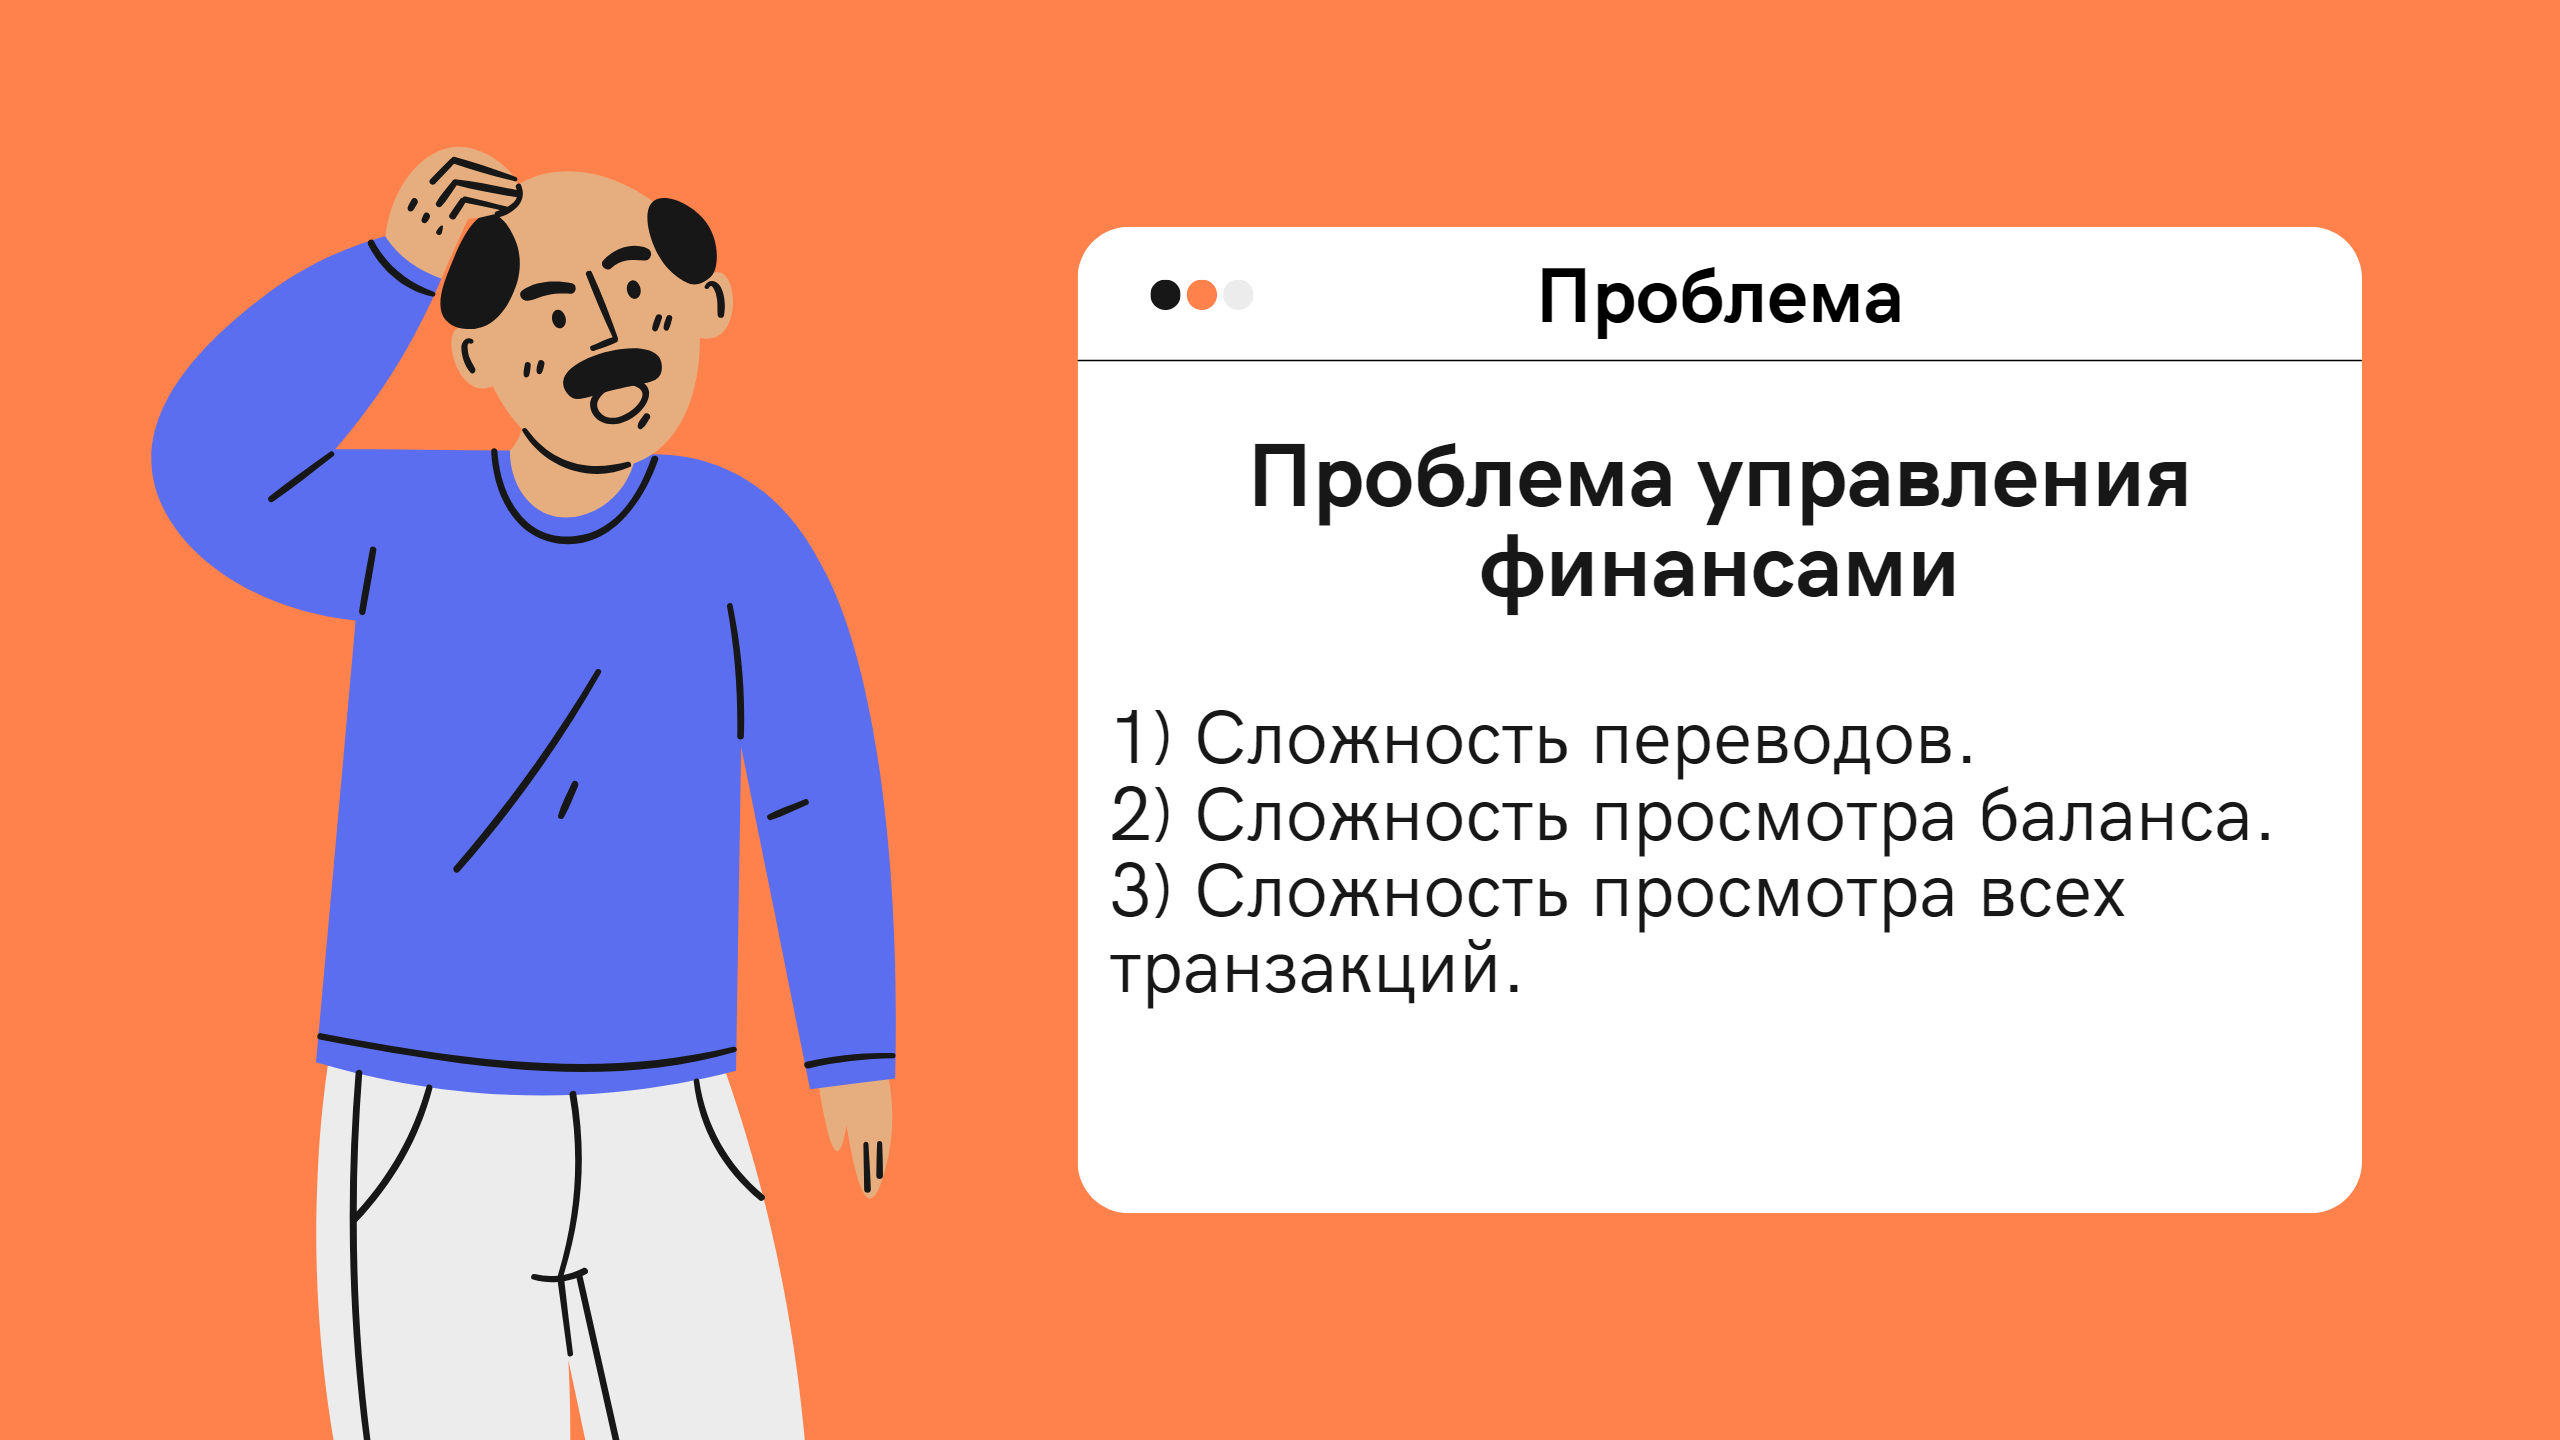 Проблема
Проблема управления
финансами
1) Сложность переводов.
2) Сложность просмотра баланса.
3) Сложность просмотра всех
транзакций.